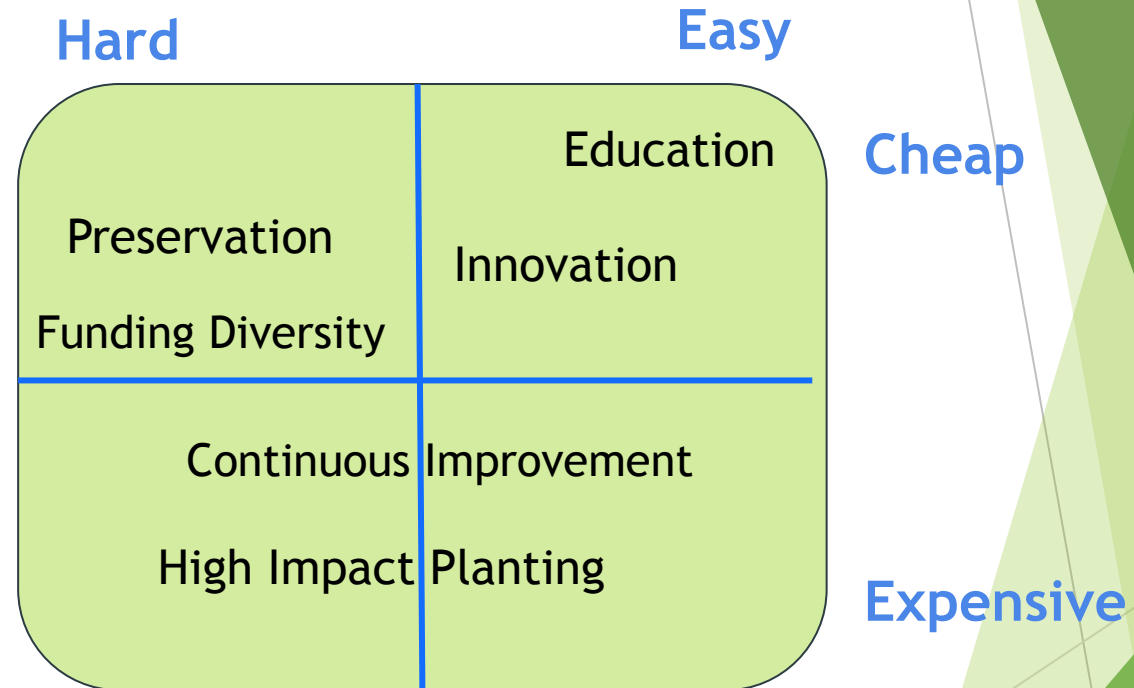 Hard
Easy
Education
Cheap
Preservation
Innovation
Funding Diversity
Continuous Improvement
High Impact Planting
Expensive